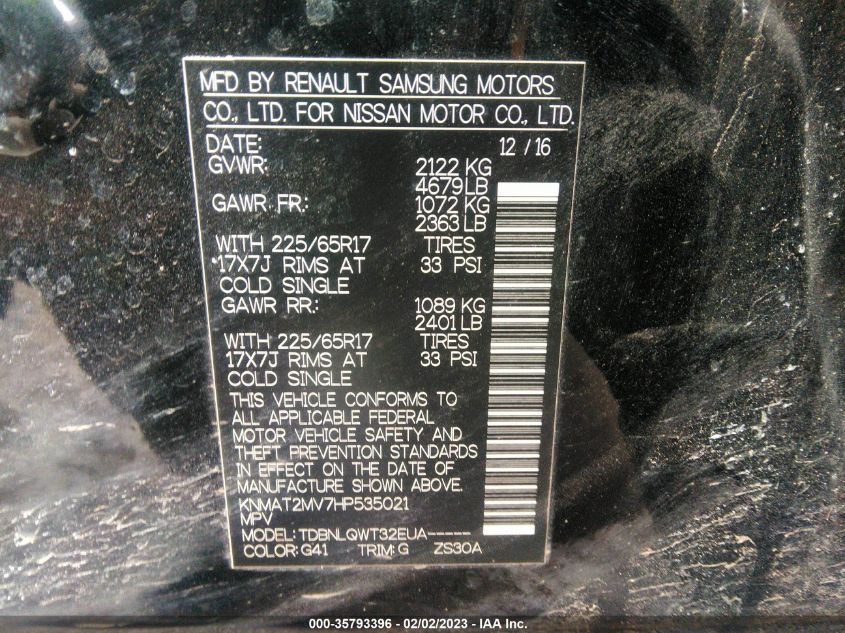 MFD BY RENAULT SAMSUNG MOTORS
CO., LTD. FOR NISSAN MOTOR CO., LTD.
DATE: 12 / 16
GVWR: 2122 KG
4679 LB
GAWR FR.: 1072 KG
2363 LB
WITH 225/65R17 TIRES
17X7J RIMS AT 33 PSI
COLD SINGLE
GAWR RR.: 1089 KG
2401 LB
WITH 225/65R17 TIRES
17X7J RIMS AT 33 PSI
COLD SINGLE
THIS VEHICLE CONFORMS TO
ALL APPLICABLE FEDERAL
MOTOR VEHICLE SAFETY AND
THEFT PREVENTION STANDARDS
IN EFFECT ON THE DATE OF
MANUFACTURE SHOWN ABOVE.
KNMAT2MV7HP535021
MPV
MODEL: TDBNLQWT32EUA-----
COLOR: G41 TRIM: G ZS30A
000-35793396 - 02/02/2023 - IAA Inc.